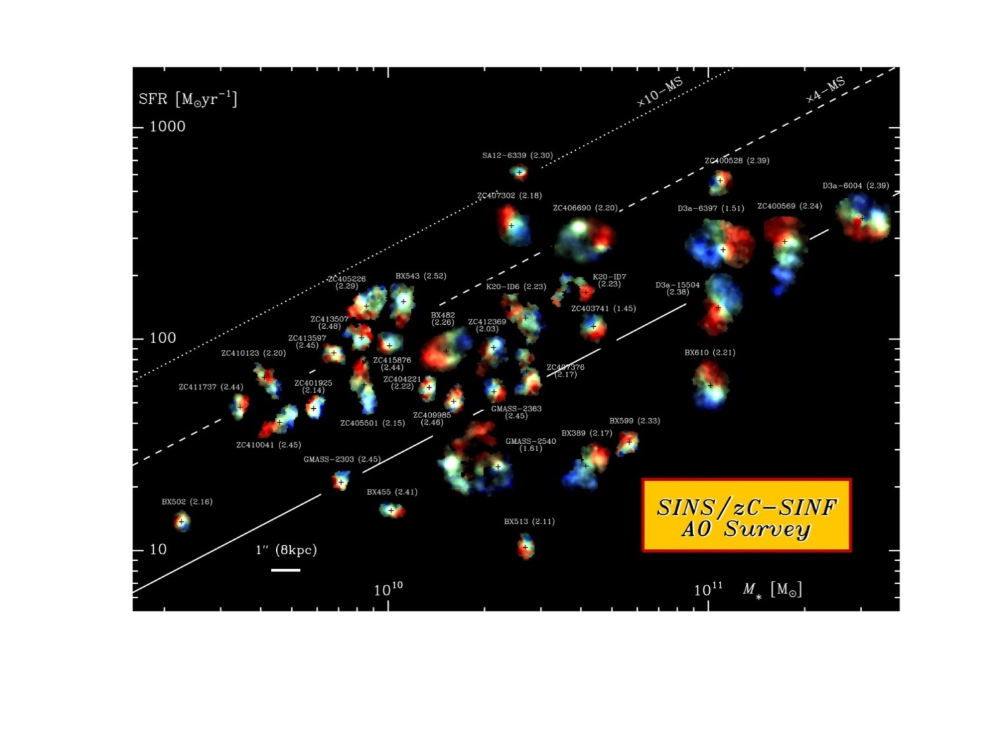 ×10−MS
×4−MS
SFR [M⊙yr⁻¹]
1000
SA12−6339 (2.30)
ZC400528 (2.39)
D3a−6004 (2.39)
ZC407302 (2.18)
ZC406690 (2.20)
D3a−6397 (1.51)
ZC400569 (2.24)
ZC405226
(2.29)
BX543 (2.52)
K20−ID6 (2.23)
K20−ID7
(2.23)
D3a−15504
(2.38)
ZC403741 (1.45)
ZC413507
(2.48)
BX482
(2.26)
ZC412369
(2.03)
100
ZC413597
(2.45)
ZC410123 (2.20)
BX610 (2.21)
ZC415876
(2.44)
ZC407376
(2.17)
ZC411737 (2.44)
ZC401925
(2.14)
ZC404221
(2.22)
GMASS−2363
(2.45)
ZC409985
(2.46)
ZC405501 (2.15)
BX599 (2.33)
BX389 (2.17)
ZC410041 (2.45)
GMASS−2540
(1.61)
GMASS−2303 (2.45)
BX455 (2.41)
BX502 (2.16)
BX513 (2.11)
SINS/zC−SINF
AO Survey
10
1″ (8kpc)
10¹⁰
10¹¹
M* [M⊙]